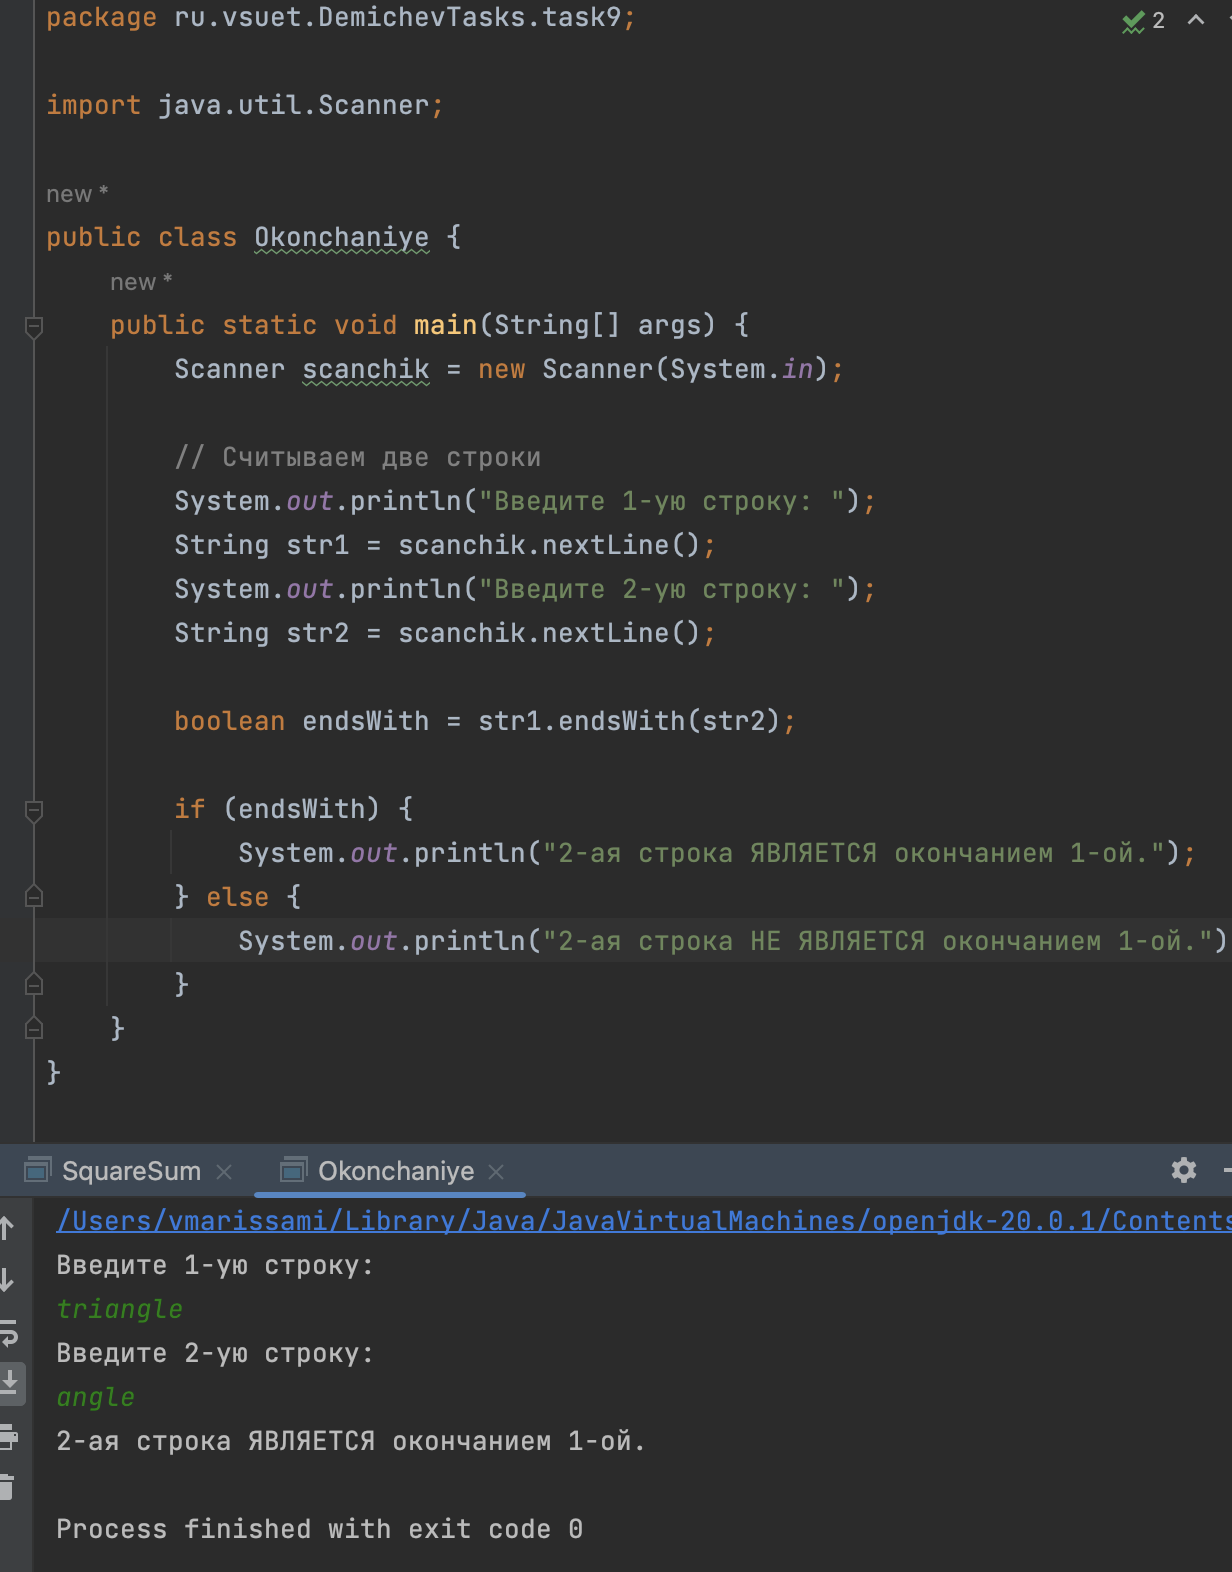 package ru.vsuet.DemichevTasks.task9;
2
import java.util.Scanner;
new *
public class Okonchaniye {
new *
public static void main(String[] args) {
Scanner scanchik = new Scanner(System.in);
// Считываем две строки
System.out.println("Введите 1-ую строку: ");
String str1 = scanchik.nextLine();
System.out.println("Введите 2-ую строку: ");
String str2 = scanchik.nextLine();
boolean endsWith = str1.endsWith(str2);
if (endsWith) {
System.out.println("2-ая строка ЯВЛЯЕТСЯ окончанием 1-ой.");
} else {
System.out.println("2-ая строка НЕ ЯВЛЯЕТСЯ окончанием 1-ой.")
}
}
}
SquareSum
Okonchaniye
/Users/vmarissami/Library/Java/JavaVirtualMachines/openjdk-20.0.1/Contents
Введите 1-ую строку:
triangle
Введите 2-ую строку:
angle
2-ая строка ЯВЛЯЕТСЯ окончанием 1-ой.
Process finished with exit code 0